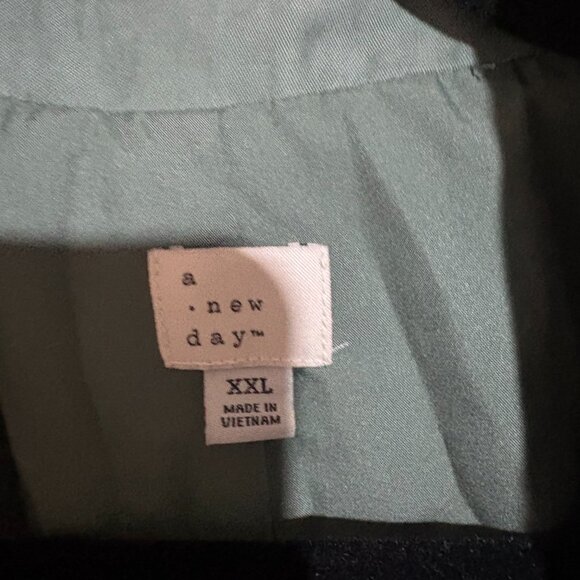 a
· new
day™
XXL
MADE IN
VIETNAM